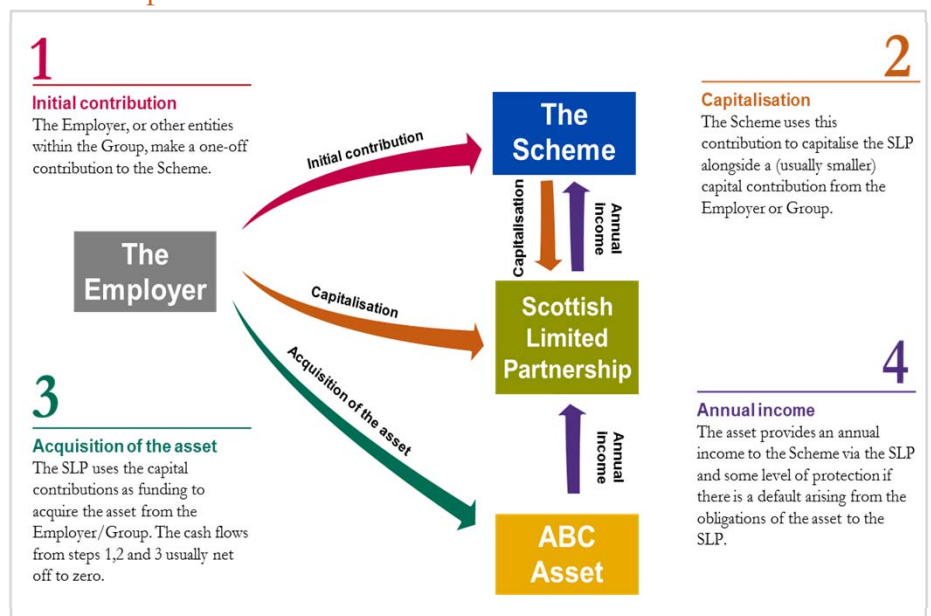 1
Initial contribution
The Employer, or other entities
within the Group, make a one-off
contribution to the Scheme.
2
Capitalisation
The Scheme uses this
contribution to capitalise the SLP
alongside a (usually smaller)
capital contribution from the
Employer or Group.
The
Employer
Initial contribution
The
Scheme
Capitalisation
Annual
income
Capitalisation
Scottish
Limited
Partnership
Acquisition of the asset
Annual
income
ABC
Asset
3
Acquisition of the asset
The SLP uses the capital
contributions as funding to
acquire the asset from the
Employer/Group. The cash flows
from steps 1,2 and 3 usually net
off to zero.
4
Annual income
The asset provides an annual
income to the Scheme via the SLP
and some level of protection if
there is a default arising from the
obligations of the asset to the
SLP.